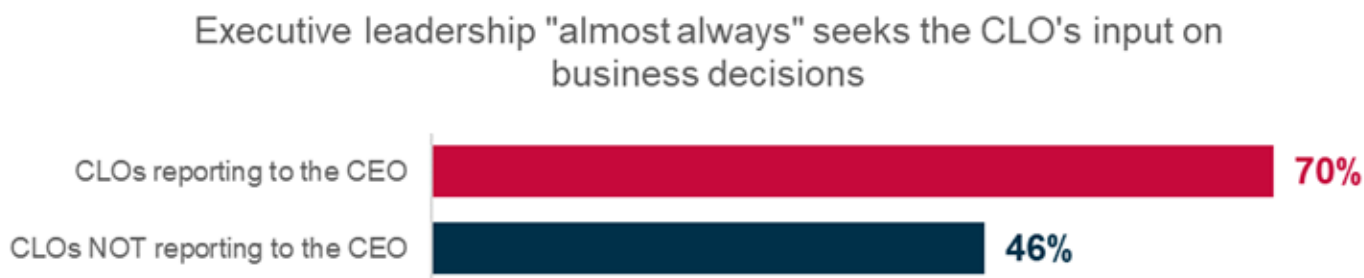 Executive leadership "almost always" seeks the CLO's input on
business decisions
CLOs reporting to the CEO
70%
CLOs NOT reporting to the CEO
46%